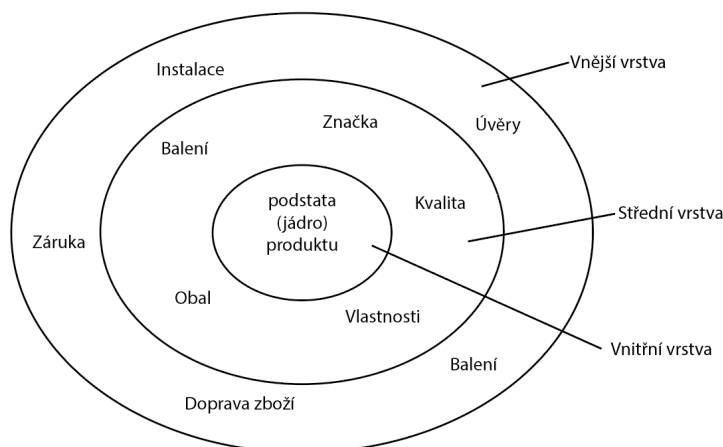 Vnější vrstva
Instalace
Značka
Úvěry
Balení
podstata
(jádro)
produktu
Kvalita
Střední vrstva
Záruka
Obal
Vlastnosti
Vnitřní vrstva
Balení
Doprava zboží